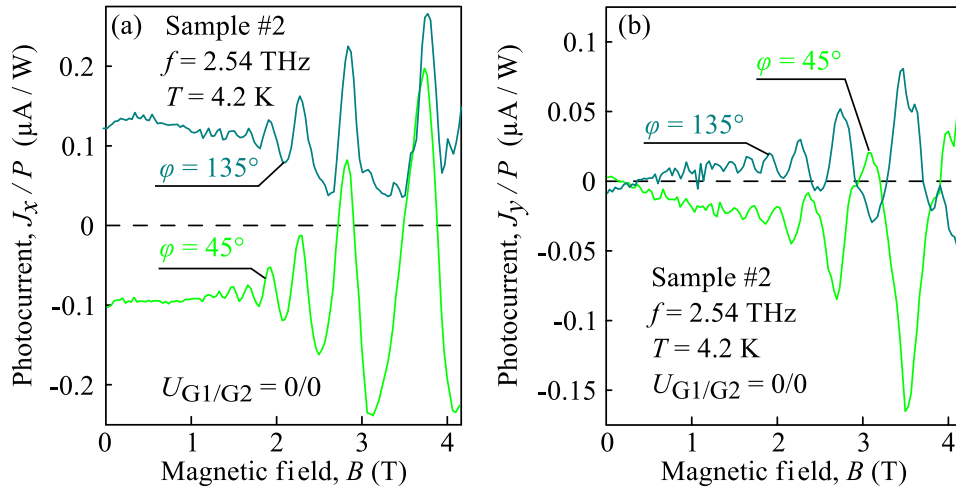 (a)
Sample #2
f = 2.54 THz
T = 4.2 K
φ = 135°
φ = 45°
U_G1/G2 = 0/0
0.2
0.1
0
-0.1
-0.2
Photocurrent, J_x / P (μA / W)
0 1 2 3 4
Magnetic field, B (T)
(b)
φ = 45°
φ = 135°
Sample #2
f = 2.54 THz
T = 4.2 K
U_G1/G2 = 0/0
0.1
0.05
0
-0.05
-0.1
-0.15
Photocurrent, J_y / P (μA / W)
0 1 2 3 4
Magnetic field, B (T)